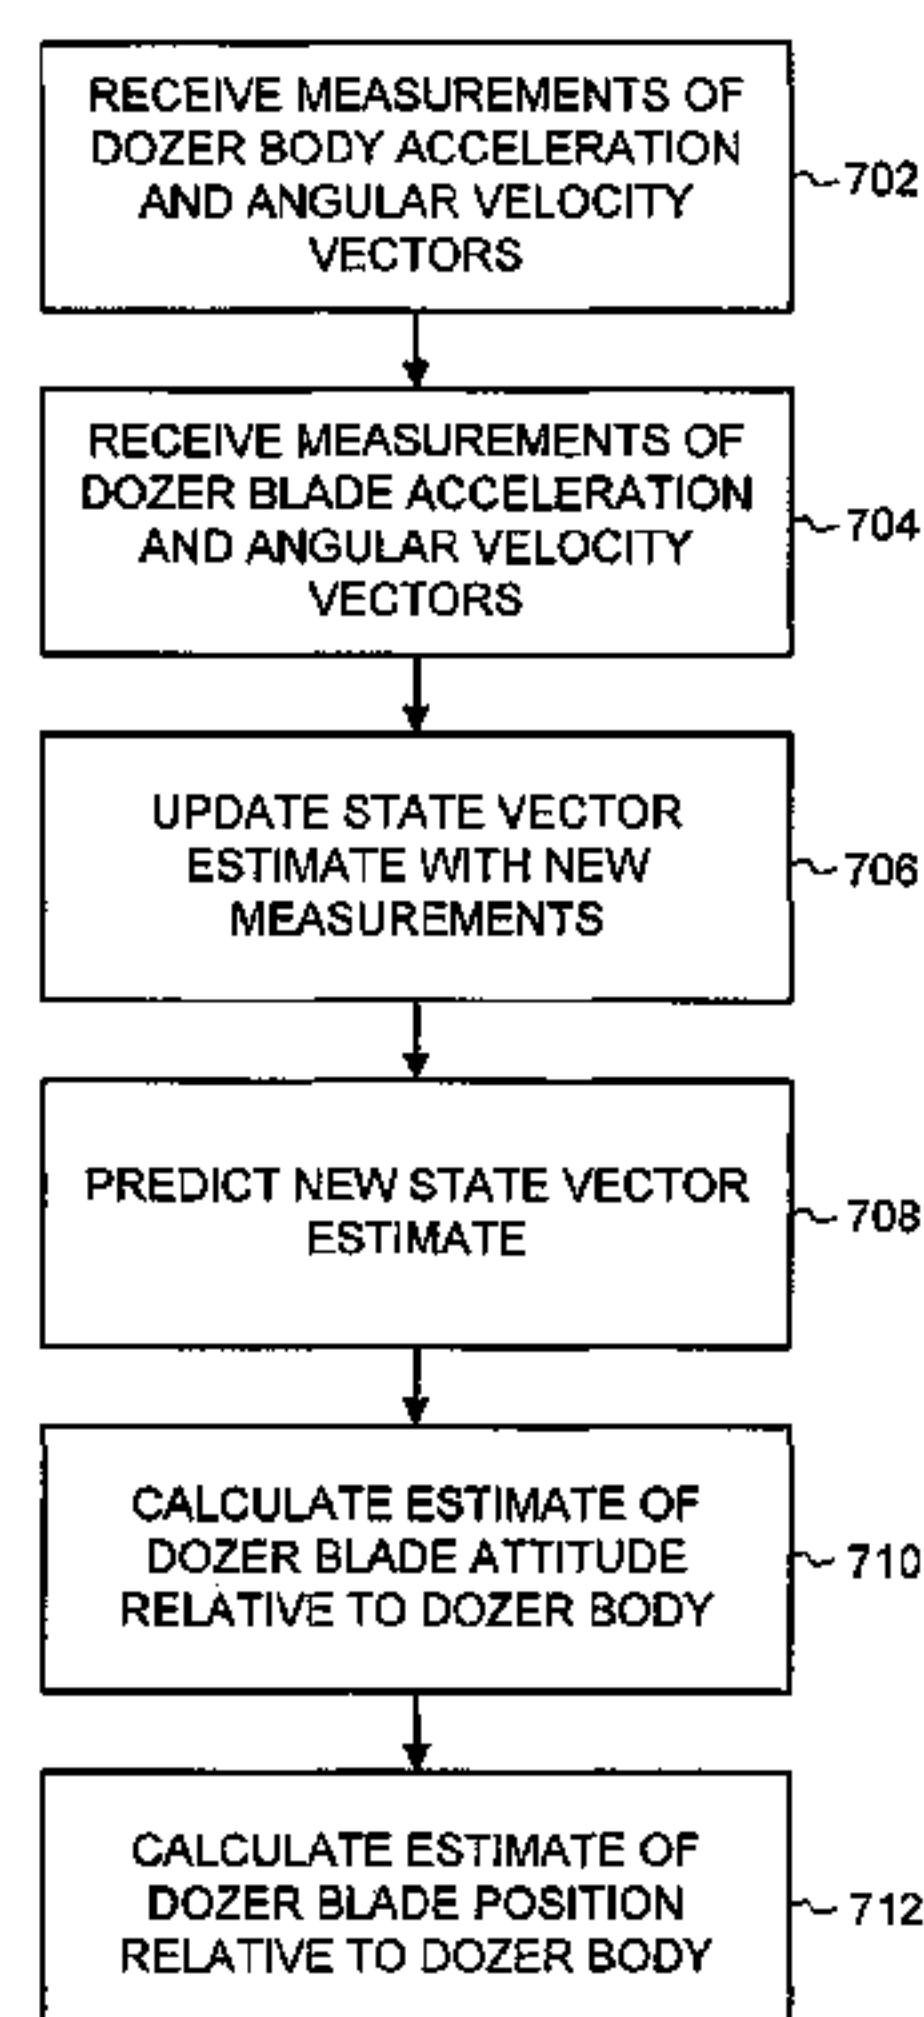 RECEIVE MEASUREMENTS OF
DOZER BODY ACCELERATION
AND ANGULAR VELOCITY
VECTORS
702
RECEIVE MEASUREMENTS OF
DOZER BLADE ACCELERATION
AND ANGULAR VELOCITY
VECTORS
704
UPDATE STATE VECTOR
ESTIMATE WITH NEW
MEASUREMENTS
706
PREDICT NEW STATE VECTOR
ESTIMATE
708
CALCULATE ESTIMATE OF
DOZER BLADE ATTITUDE
RELATIVE TO DOZER BODY
710
CALCULATE ESTIMATE OF
DOZER BLADE POSITION
RELATIVE TO DOZER BODY
712